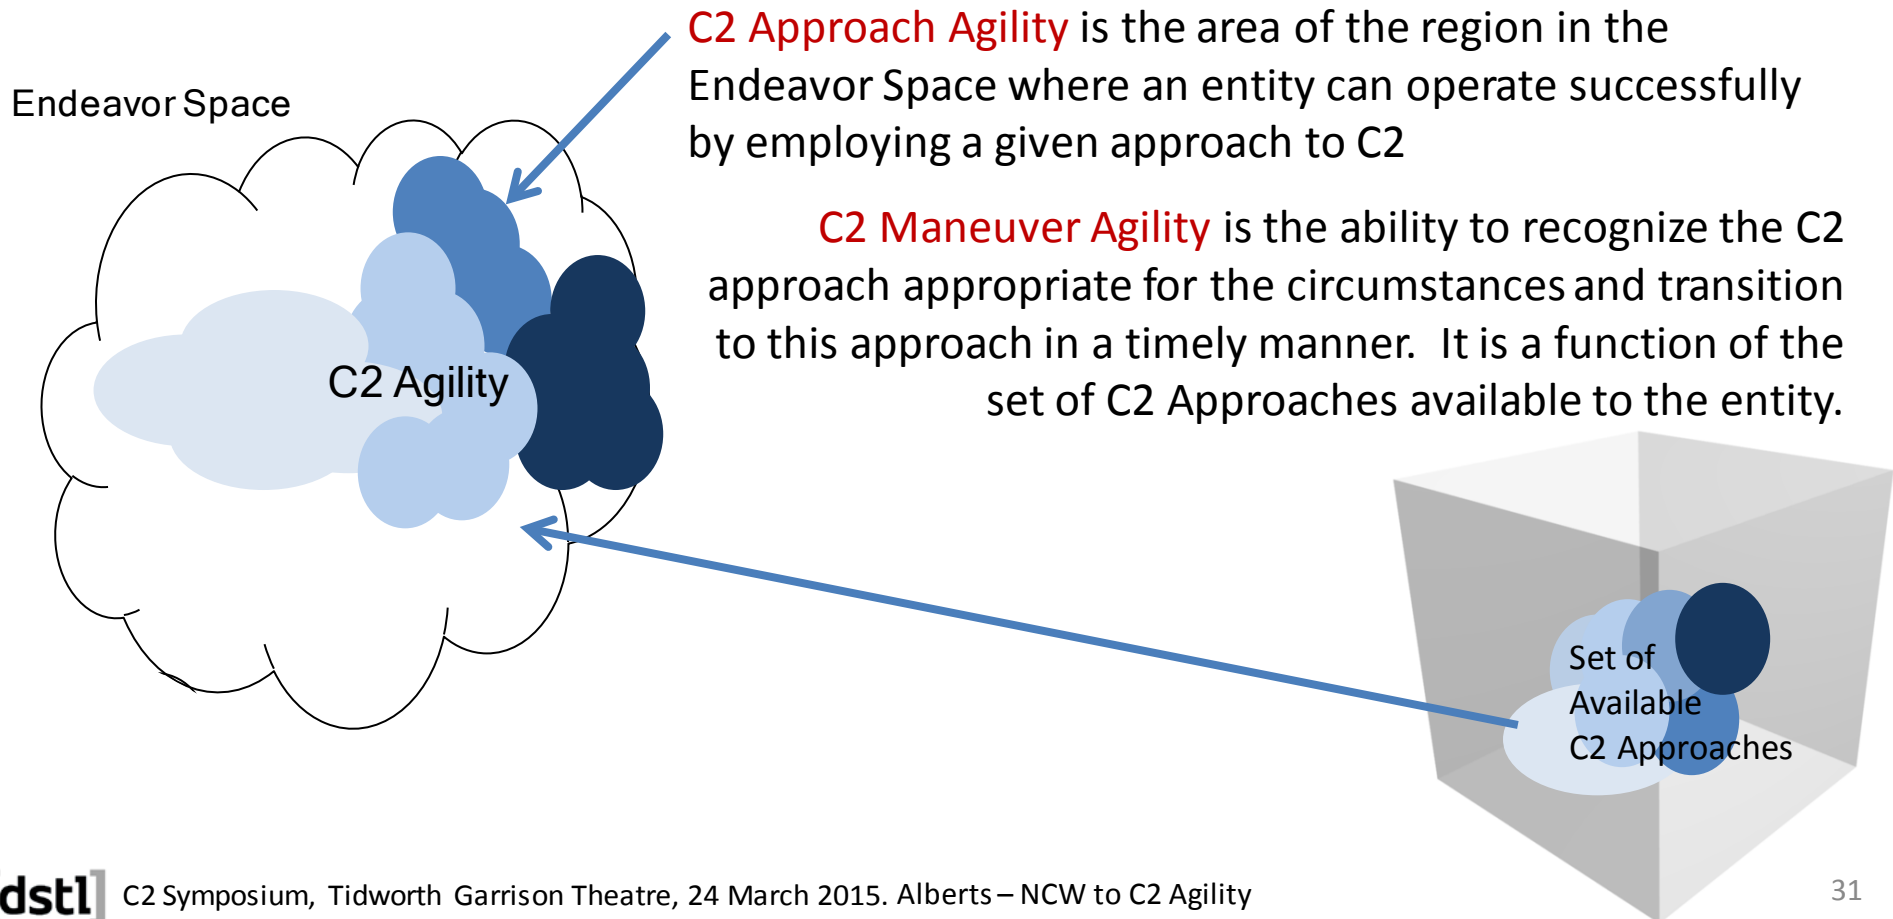 C2 Approach Agility is the area of the region in the
Endeavor Space where an entity can operate successfully
by employing a given approach to C2
Endeavor Space
C2 Maneuver Agility is the ability to recognize the C2
approach appropriate for the circumstances and transition
to this approach in a timely manner. It is a function of the
set of C2 Approaches available to the entity.
C2 Agility
Set of
Available
C2 Approaches
[dstl] C2 Symposium, Tidworth Garrison Theatre, 24 March 2015. Alberts – NCW to C2 Agility
31